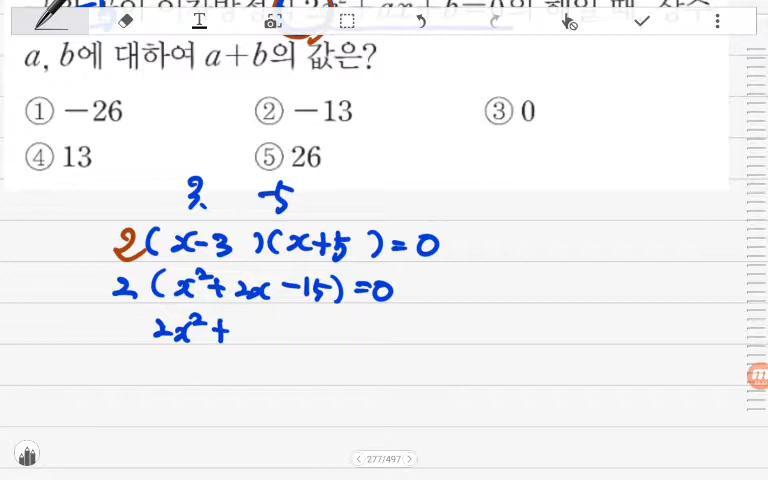 a, b에 대하여 a+b의 값은?
① -26 ② -13 ③ 0
④ 13 ⑤ 26
3. -5
2(x-3)(x+5)=0
2(x²+2x-15)=0
2x²+
277/497